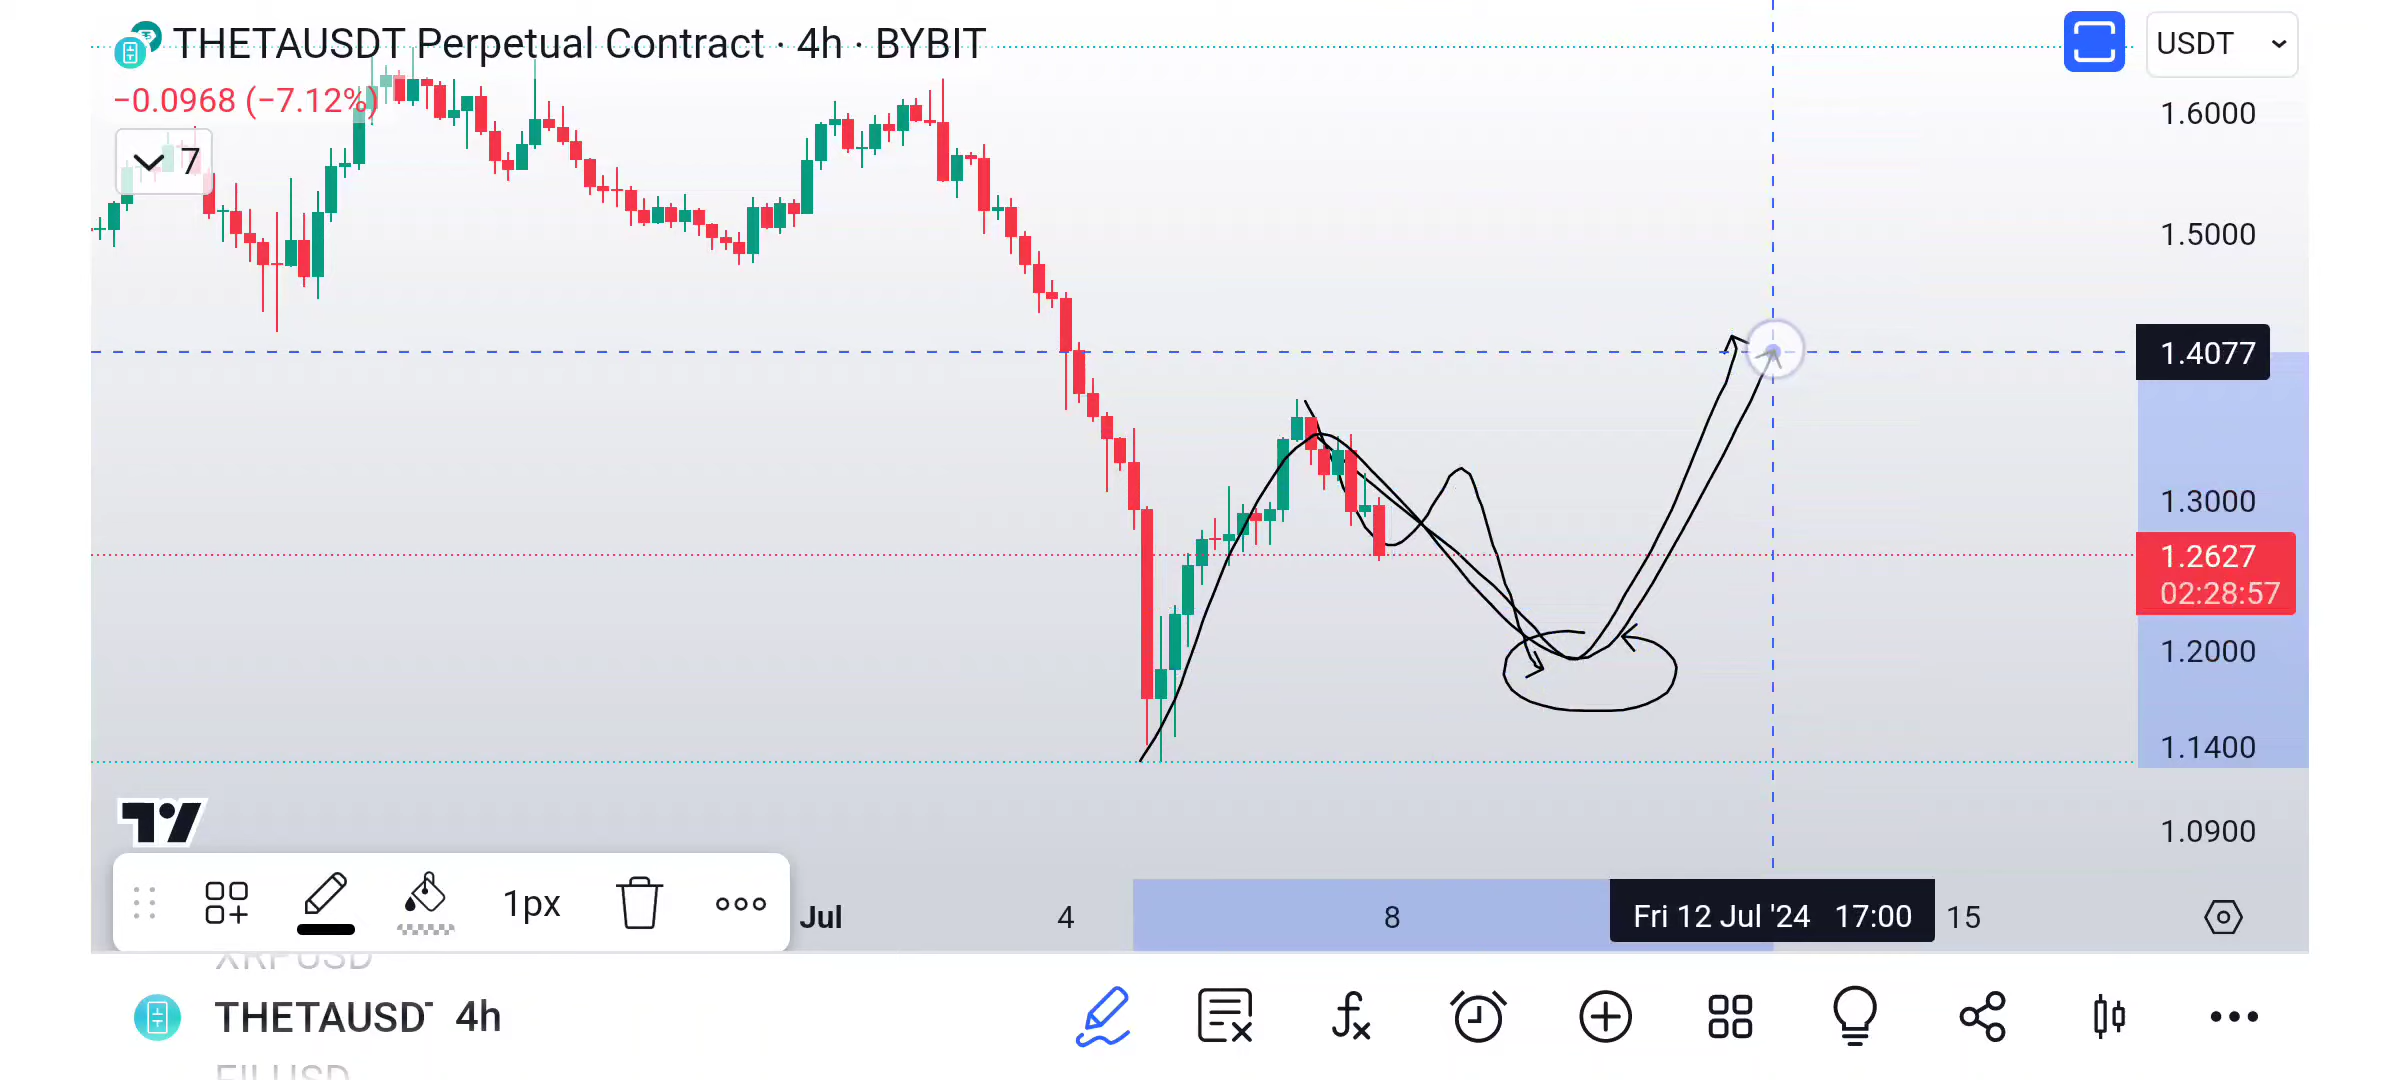 THETAUSDT Perpetual Contract · 4h · BYBIT
USDT
−0.0968 (−7.12%)
7
1.6000
1.5000
1.4077
1.3000
1.2627
02:28:57
1.2000
1.1400
1.0900
1px
Jul
4
8
Fri 12 Jul '24 17:00
15
XRPUSD
THETAUSD 4h
FILUSD